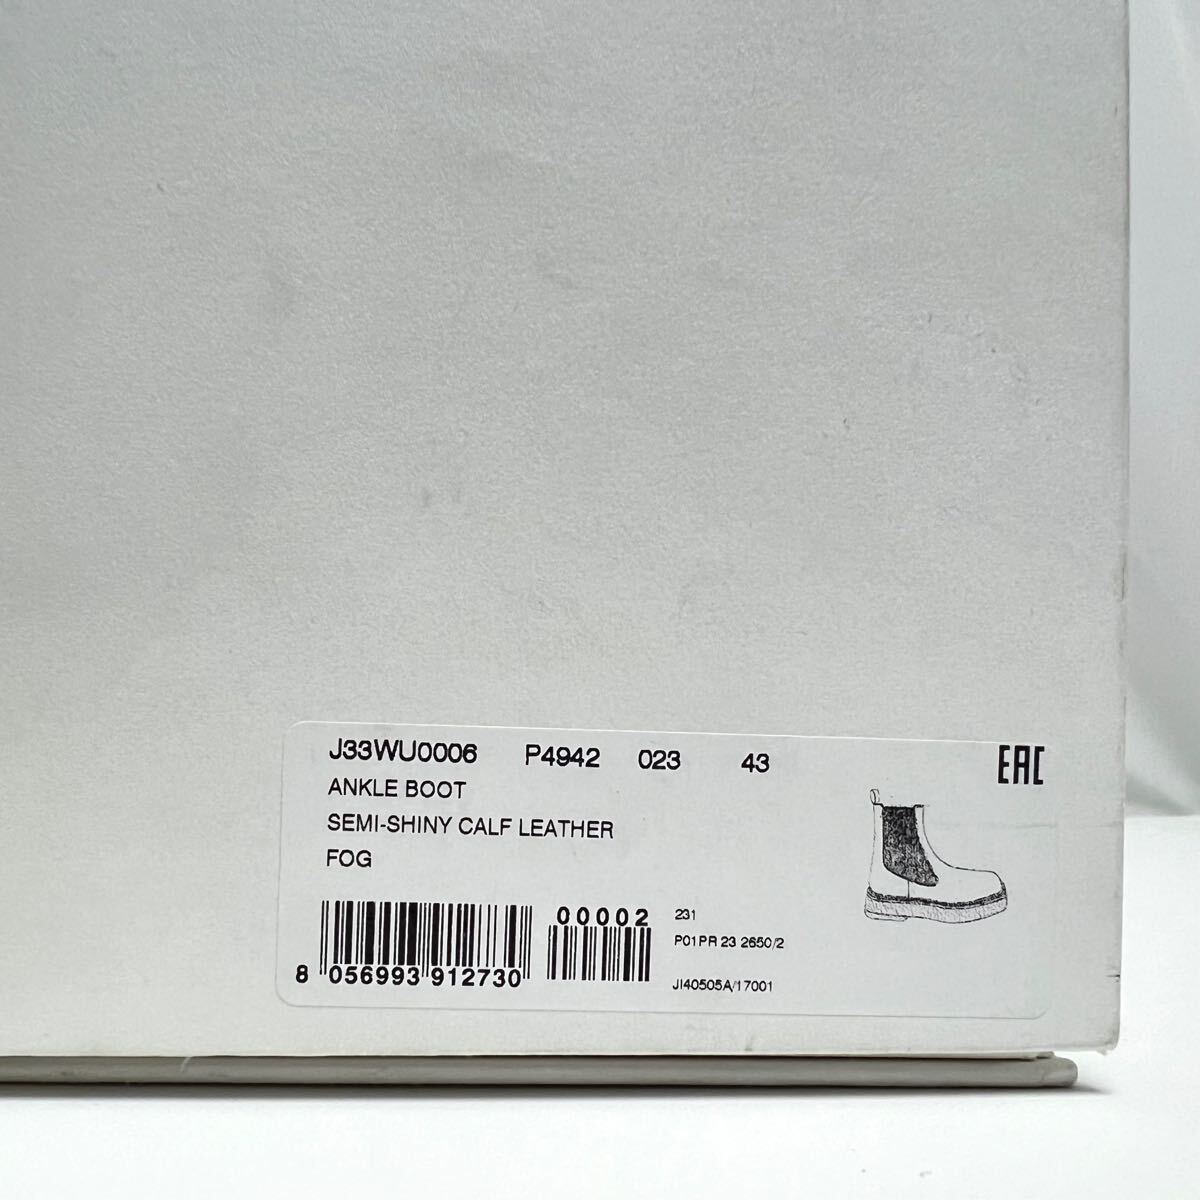 J33WU0006 P4942 023 43
EAC
ANKLE BOOT
SEMI-SHINY CALF LEATHER
FOG
00002
231
P01PR 23 2650/2
8 056993 912730
JI40505A/17001